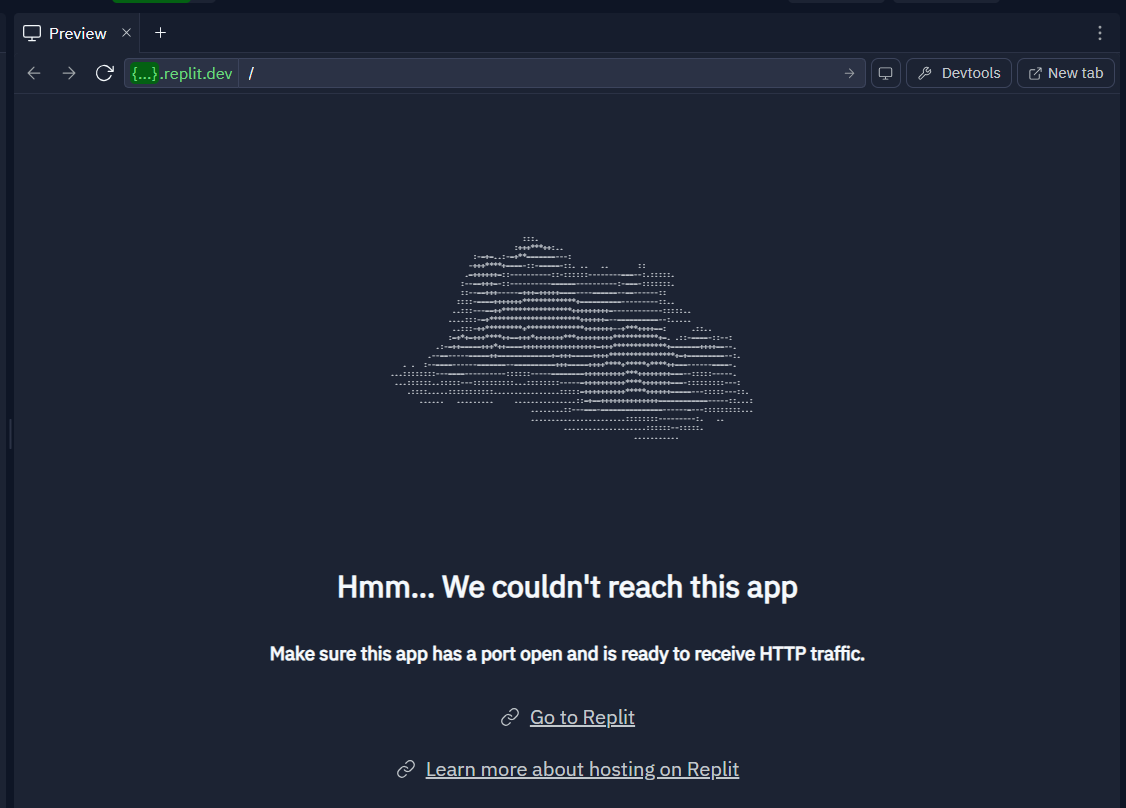 Preview
{...}.replit.dev /
Devtools
New tab
Hmm... We couldn't reach this app
Make sure this app has a port open and is ready to receive HTTP traffic.
Go to Replit
Learn more about hosting on Replit